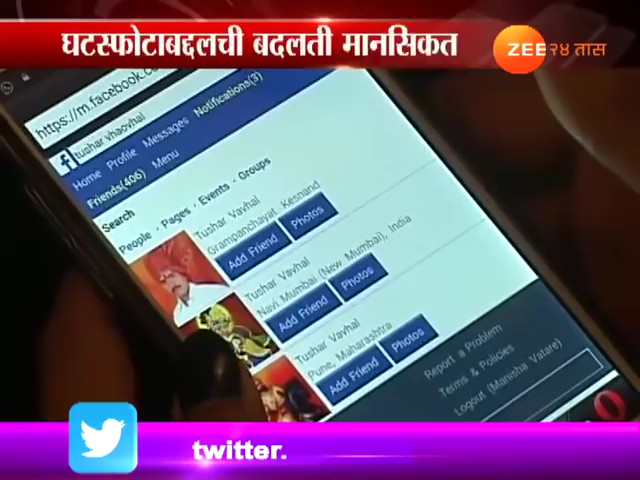 घटस्फोटाबद्दलची बदलती मानसिकत
ZEE २४ तास
https://m.facebook.co
tushar vhaovhal
Home Profile Messages Notifications(3)
Friends(406) Menu
Search
People · Pages · Events · Groups
Tushar Vavhal
Grampanchayat Kesnand
Add Friend Photos
Tushar Vavhal
Navi Mumbai (New Mumbai), India
Add Friend Photos
Tushar Vavhal
Pune, Maharashtra
Add Friend Photos
Report a Problem
Terms & Policies
Logout (Manisha Vatare)
twitter.